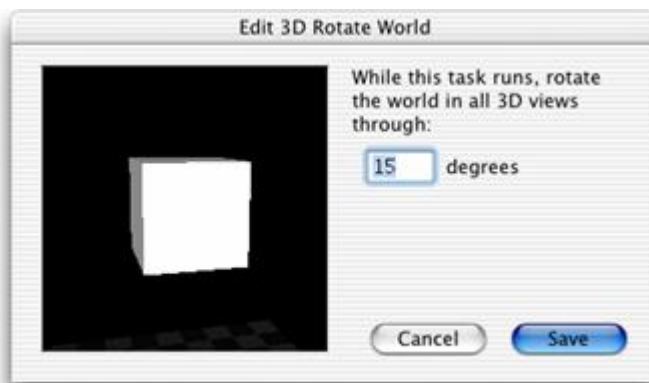 Edit 3D Rotate World
While this task runs, rotate
the world in all 3D views
through:
15 degrees
Cancel Save